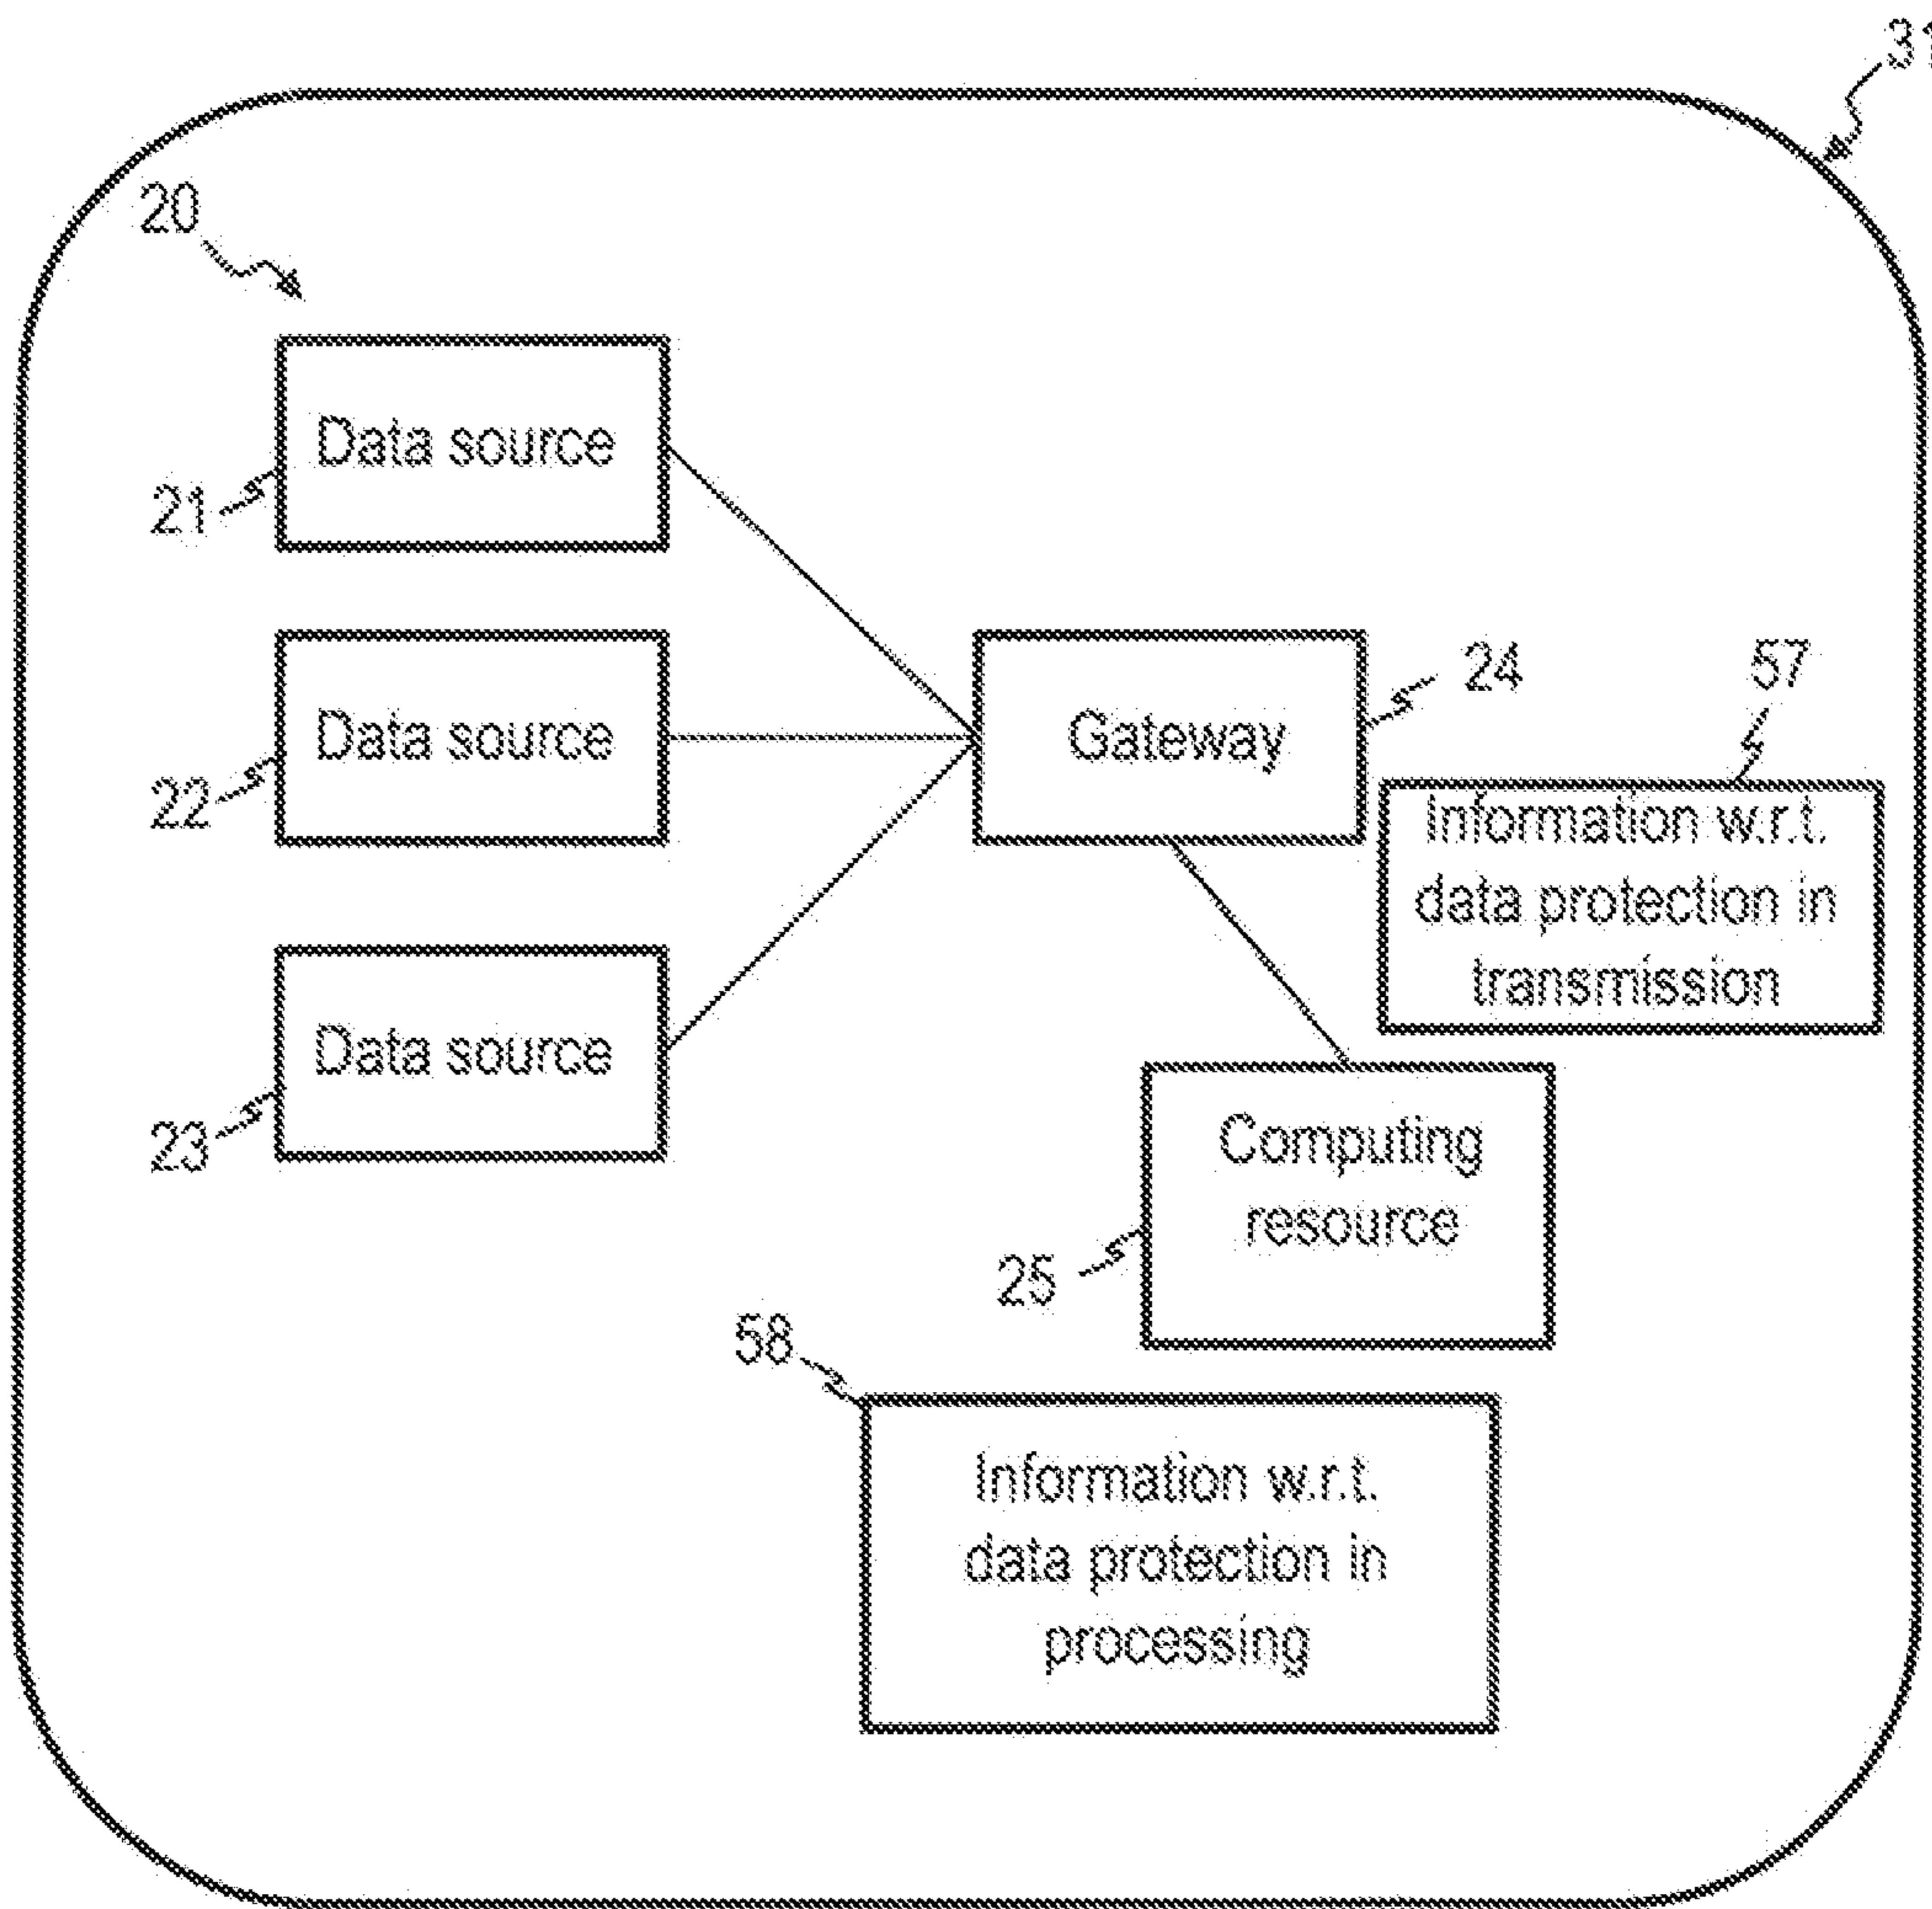 31
20
Data source
21
Data source
22
Data source
23
Gateway
24
57
Information w.r.t.
data protection in
transmission
Computing
resource
25
58
Information w.r.t.
data protection in
processing